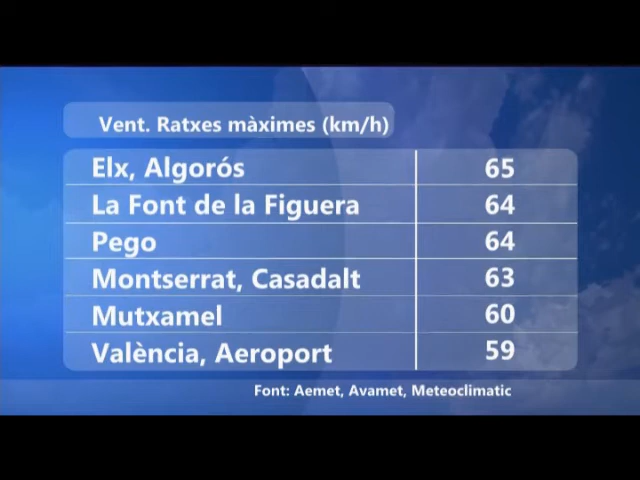 Vent. Ratxes màximes (km/h)
Elx, Algorós 65
La Font de la Figuera 64
Pego 64
Montserrat, Casadalt 63
Mutxamel 60
València, Aeroport 59
Font: Aemet, Avamet, Meteoclimatic